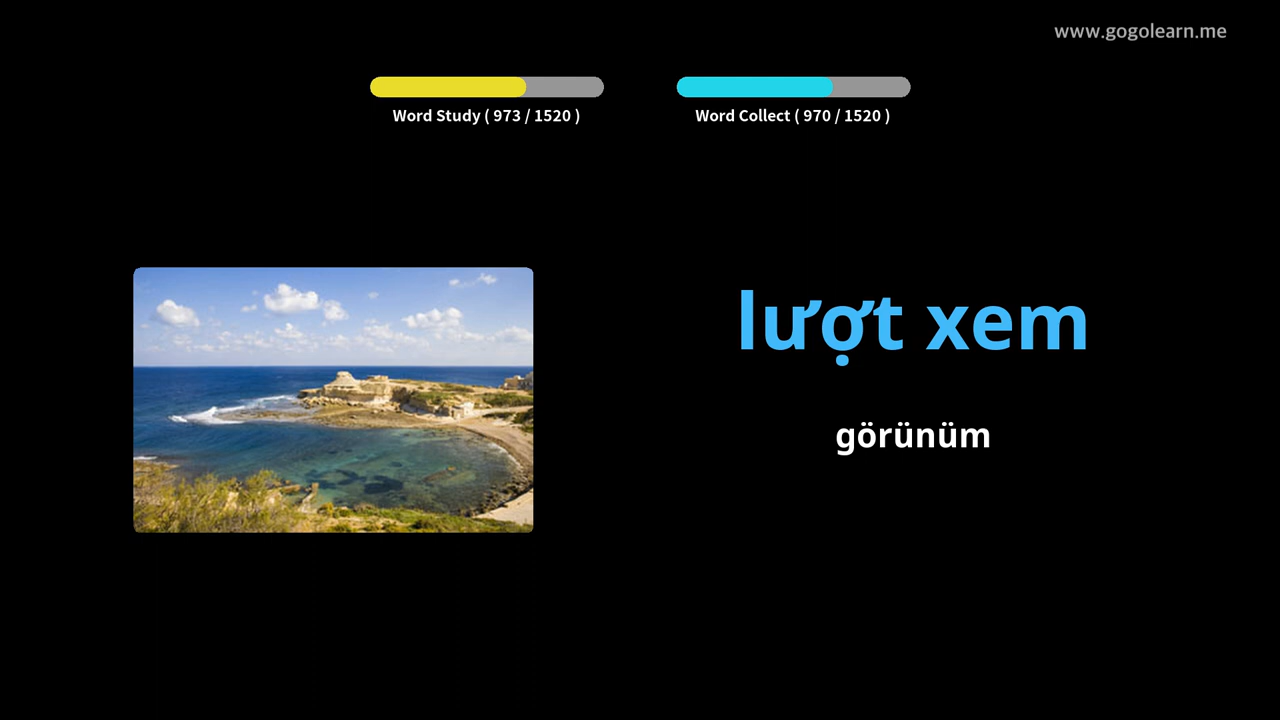 www.gogolearn.me
Word Study ( 973 / 1520 )
Word Collect ( 970 / 1520 )
lượt xem
görünüm